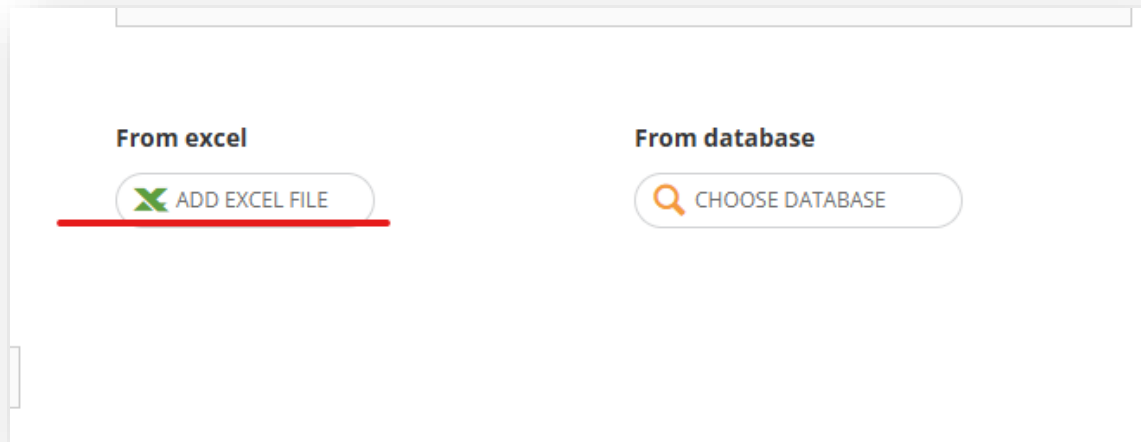 From excel
From database
ADD EXCEL FILE
CHOOSE DATABASE